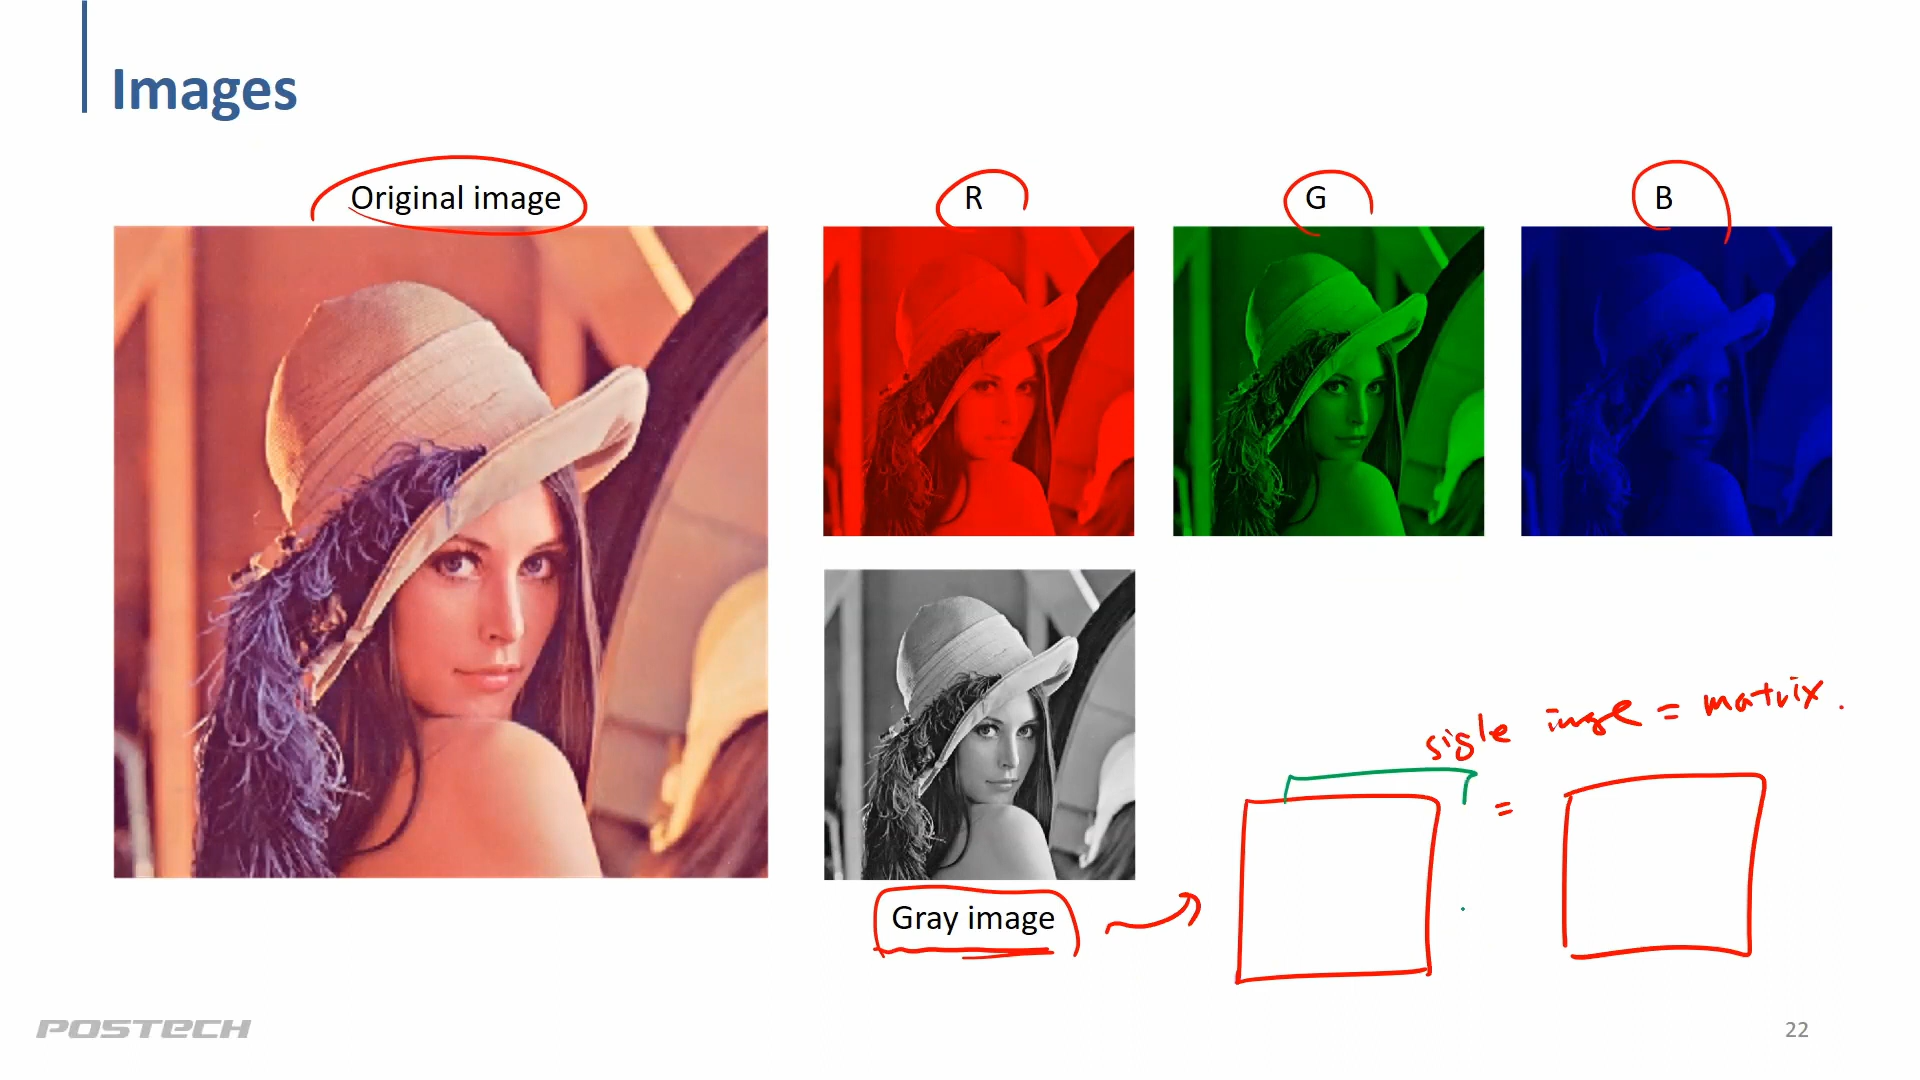 Images
Original image
R
G
B
sigle imge = matrix.
=
Gray image
POSTECH
22